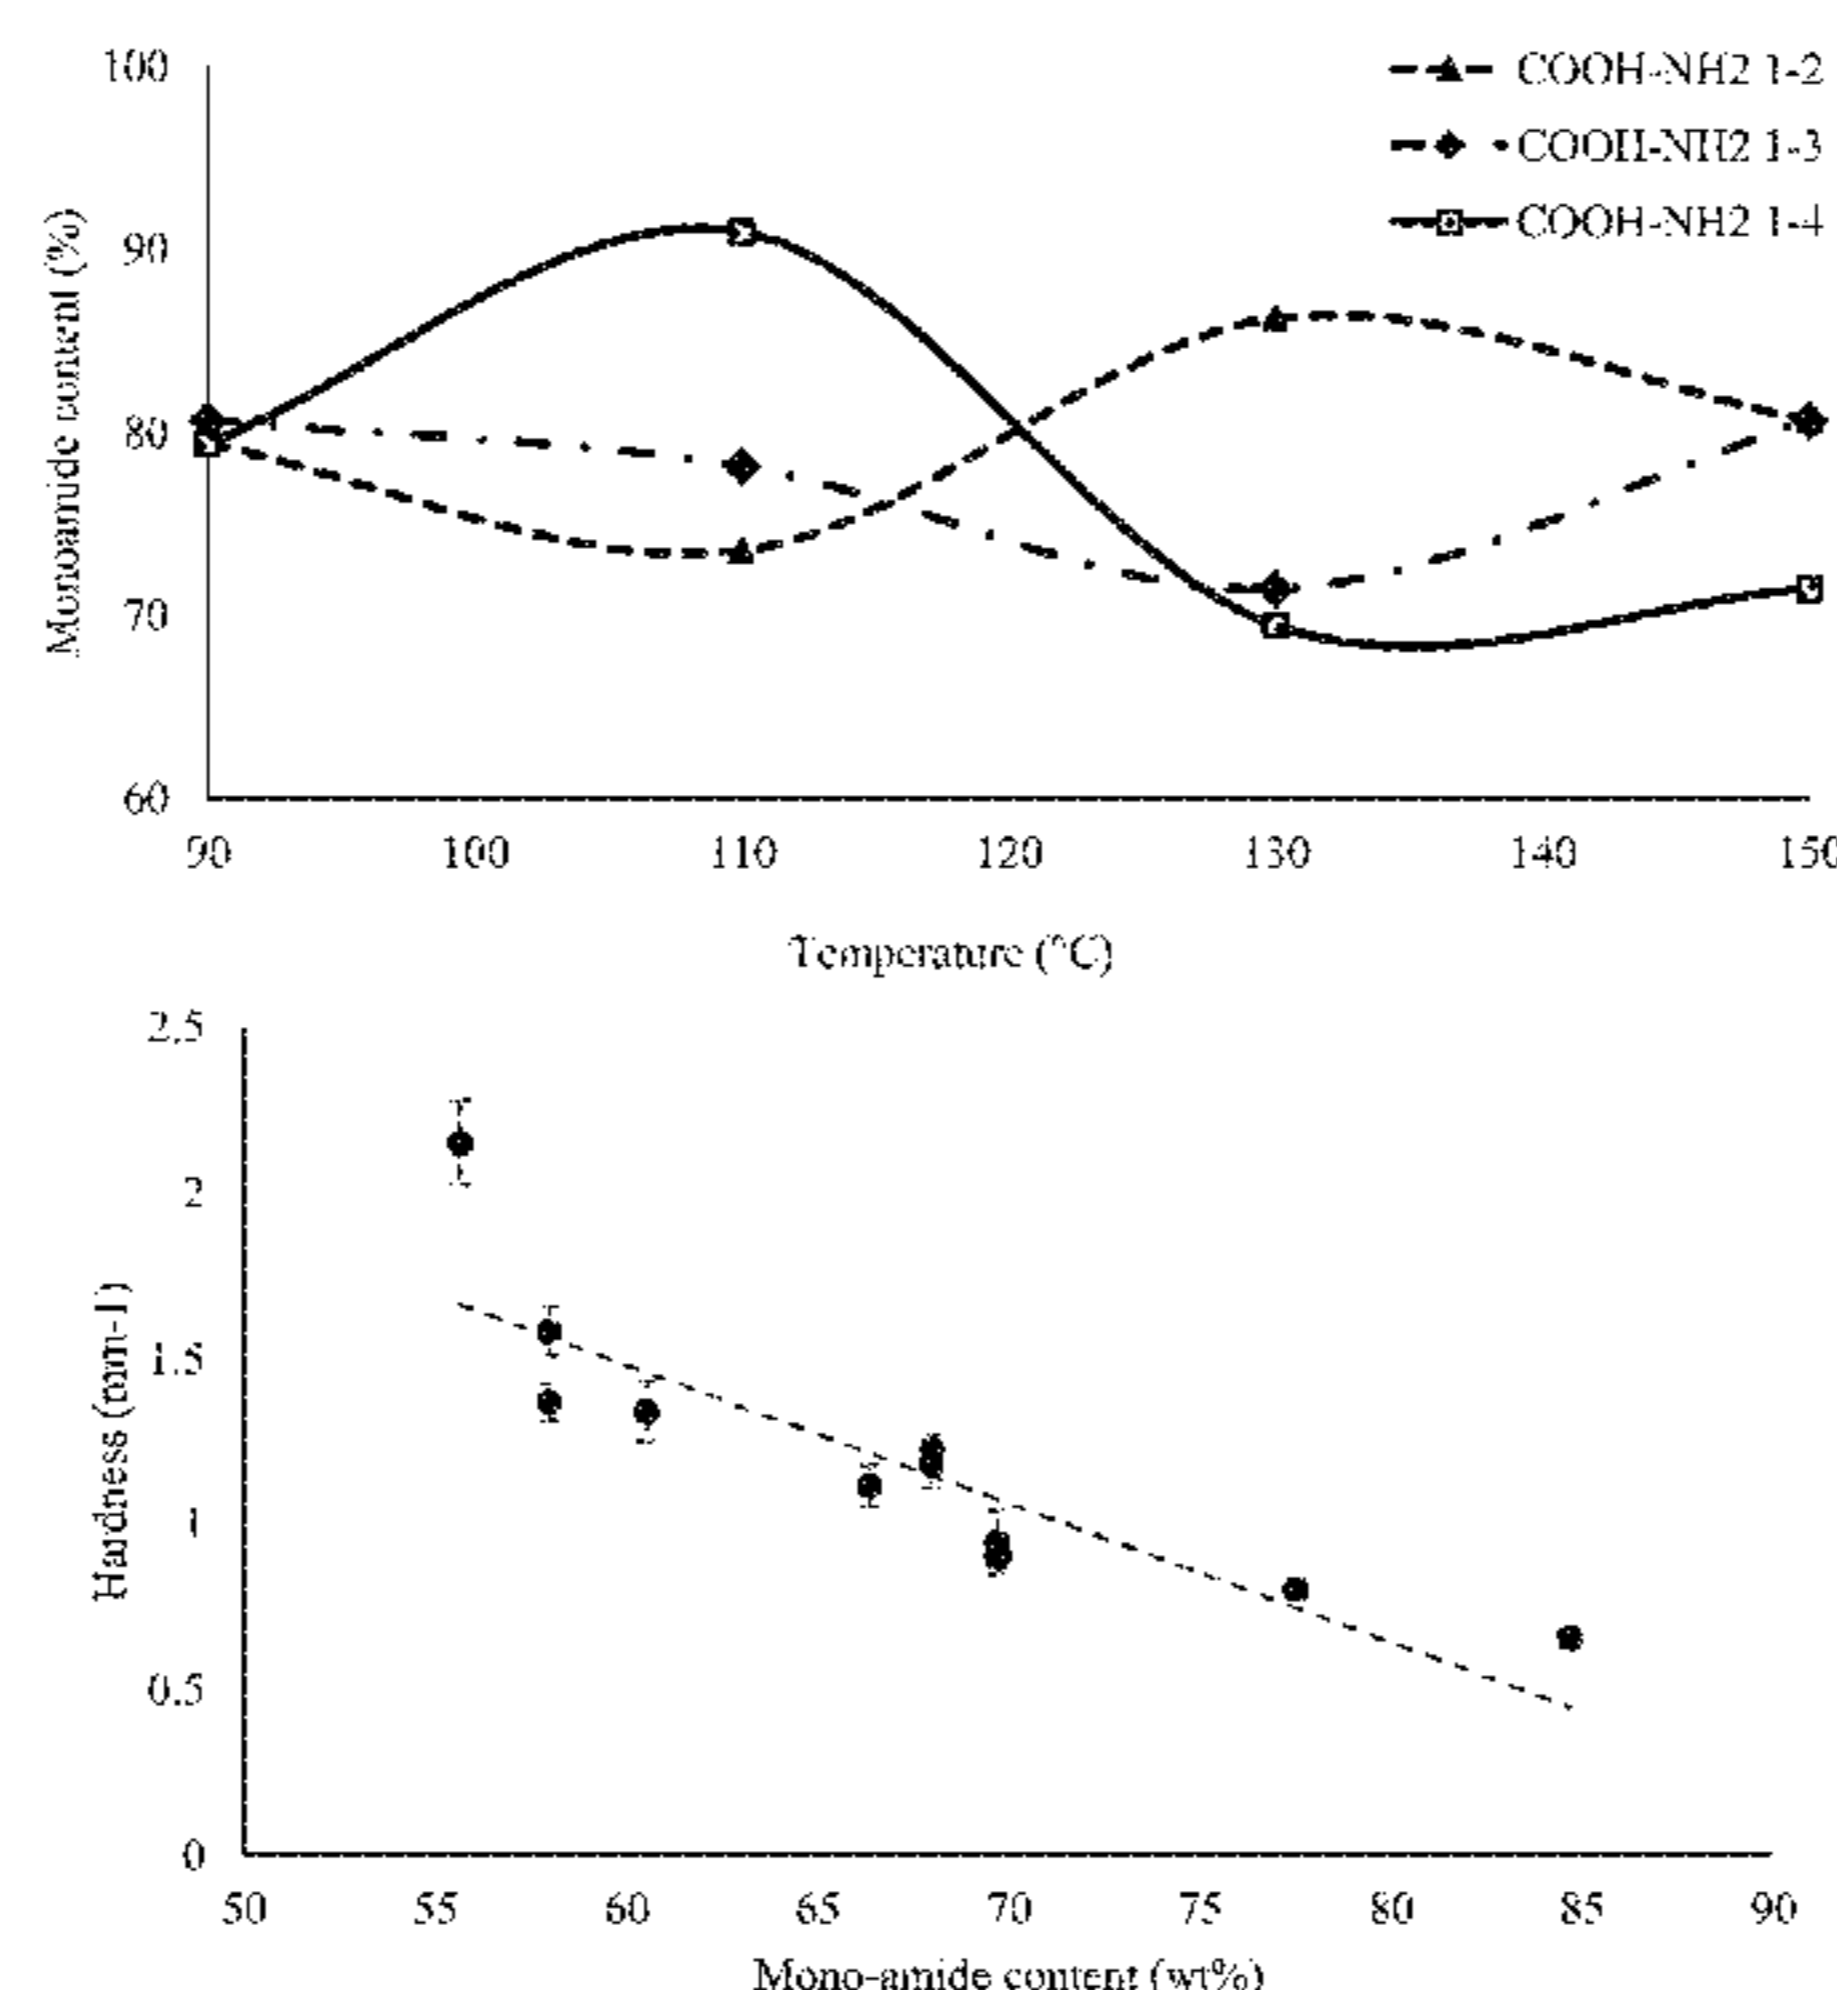 100
90
80
70
60
Monoamide content (%)
COOH-NH2 1-2
COOH-NH2 1-3
COOH-NH2 1-4
90 100 110 120 130 140 150
Temperature (°C)
2.5
2
1.5
1
0.5
0
Hardness (mm-1)
50 55 60 65 70 75 80 85 90
Mono-amide content (wt%)